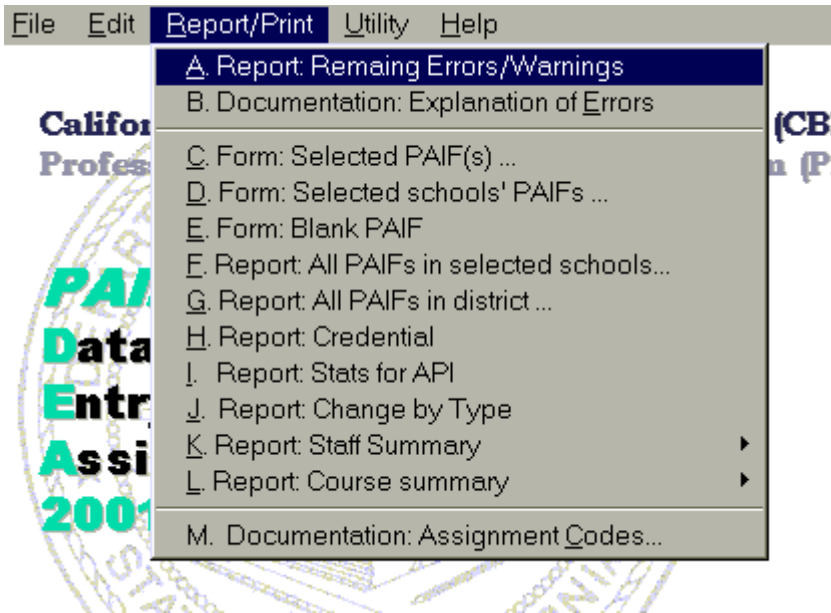 File Edit Report/Print Utility Help
A. Report: Remaing Errors/Warnings
B. Documentation: Explanation of Errors
C. Form: Selected PAIF(s) ...
D. Form: Selected schools' PAIFs ...
E. Form: Blank PAIF
F. Report: All PAIFs in selected schools...
G. Report: All PAIFs in district ...
H. Report: Credential
I. Report: Stats for API
J. Report: Change by Type
K. Report: Staff Summary
L. Report: Course summary
M. Documentation: Assignment Codes...
Califor
(CB
Profes
n (P
PAI
Data
Entr
Assi
2001